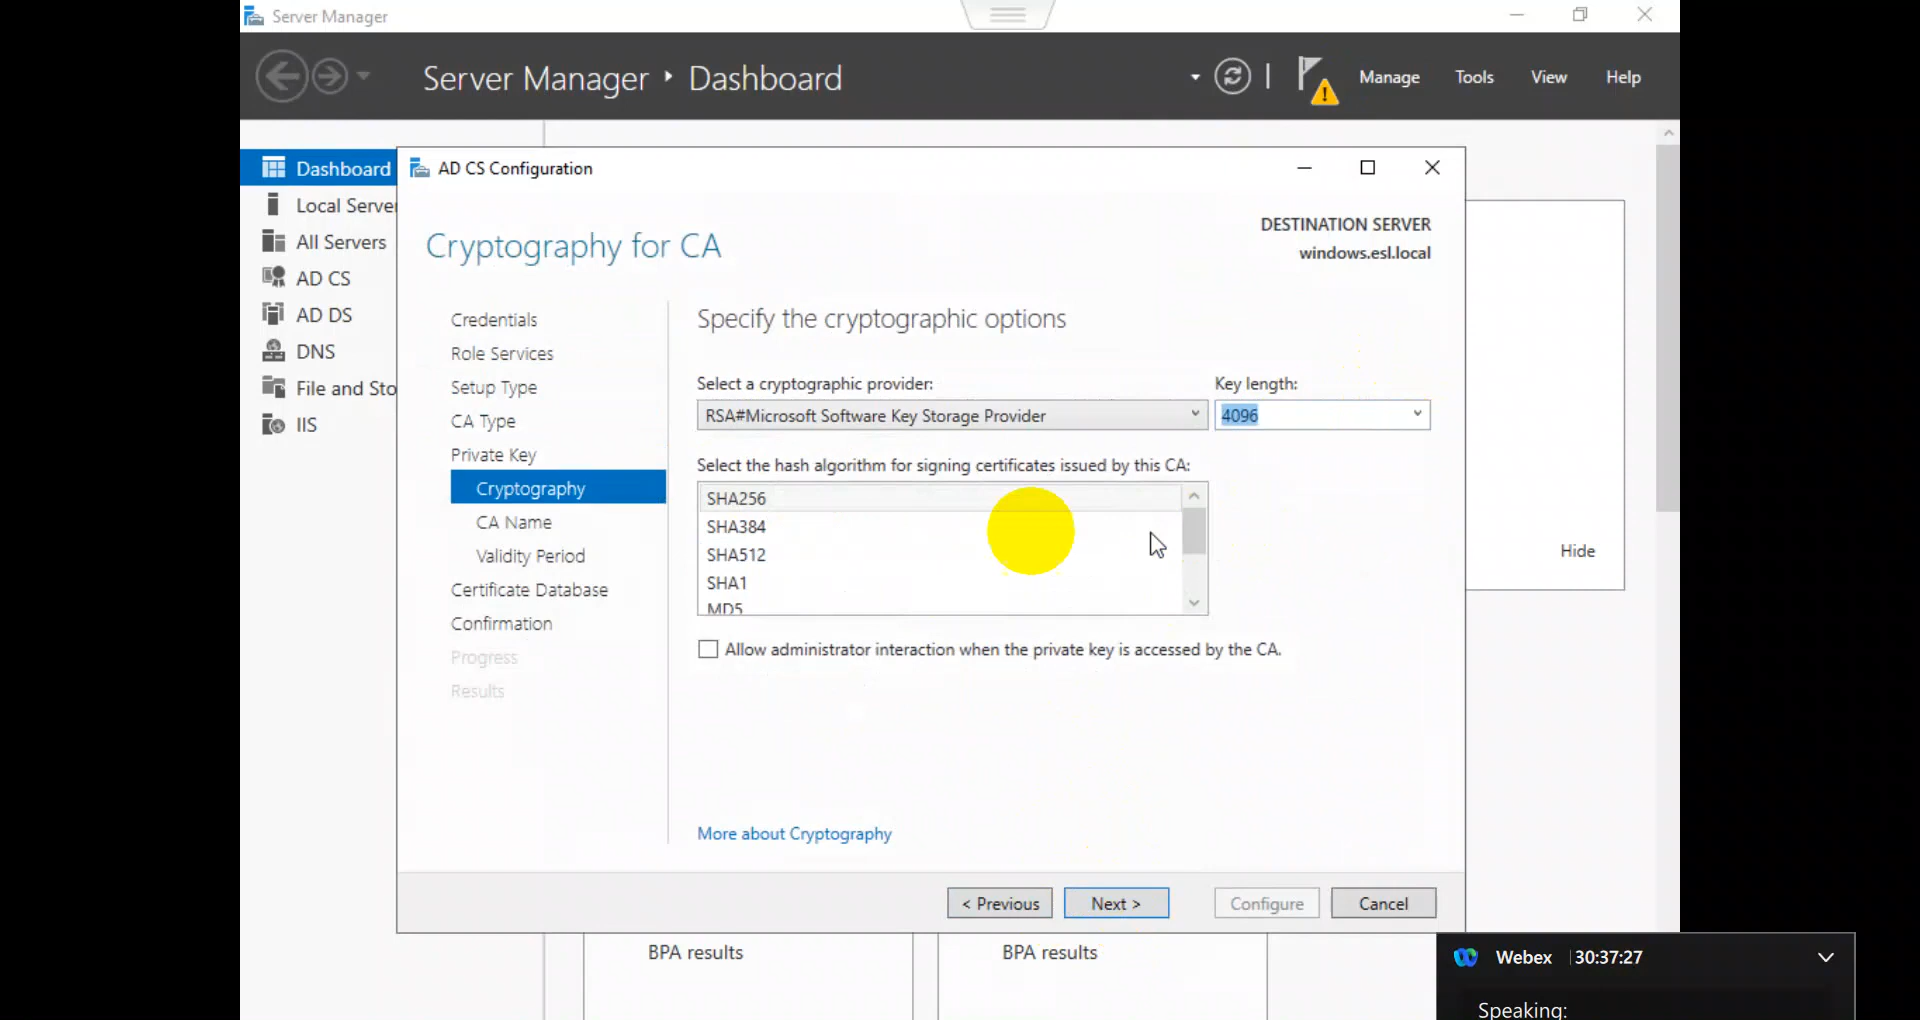 Server Manager
Server Manager ‣ Dashboard
Manage Tools View Help
Dashboard
Local Server
All Servers
AD CS
AD DS
DNS
File and Sto
IIS
AD CS Configuration
Cryptography for CA
DESTINATION SERVER
windows.esl.local
Credentials
Role Services
Setup Type
CA Type
Private Key
Cryptography
CA Name
Validity Period
Certificate Database
Confirmation
Progress
Results
Specify the cryptographic options
Select a cryptographic provider: Key length:
RSA#Microsoft Software Key Storage Provider 4096
Select the hash algorithm for signing certificates issued by this CA:
SHA256
SHA384
SHA512
SHA1
MD5
Allow administrator interaction when the private key is accessed by the CA.
More about Cryptography
< Previous Next > Configure Cancel
Hide
BPA results BPA results
Webex 30:37:27
Speaking: